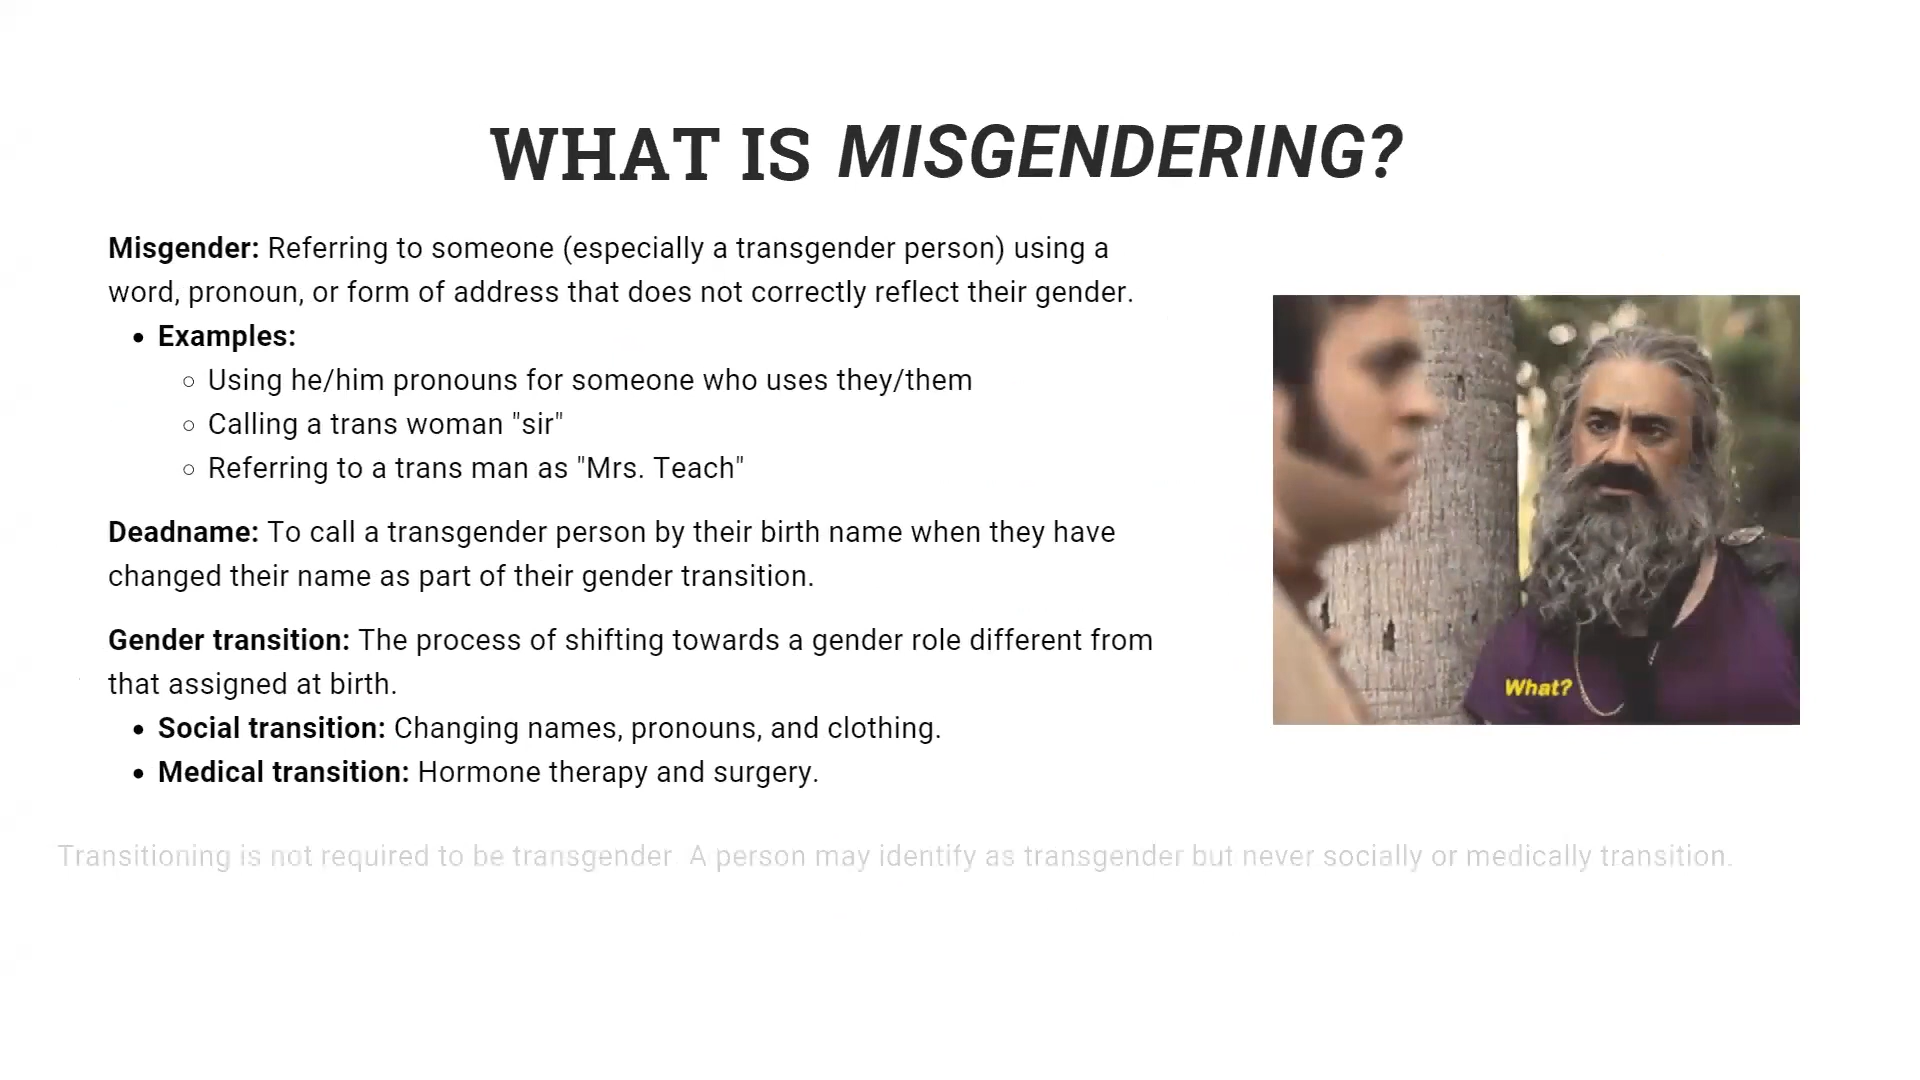 WHAT IS MISGENDERING?
Misgender: Referring to someone (especially a transgender person) using a
word, pronoun, or form of address that does not correctly reflect their gender.
• Examples:
○ Using he/him pronouns for someone who uses they/them
○ Calling a trans woman "sir"
○ Referring to a trans man as "Mrs. Teach"
Deadname: To call a transgender person by their birth name when they have
changed their name as part of their gender transition.
Gender transition: The process of shifting towards a gender role different from
that assigned at birth.
• Social transition: Changing names, pronouns, and clothing.
• Medical transition: Hormone therapy and surgery.
What?
Transitioning is not required to be transgender. A person may identify as transgender but never socially or medically transition.